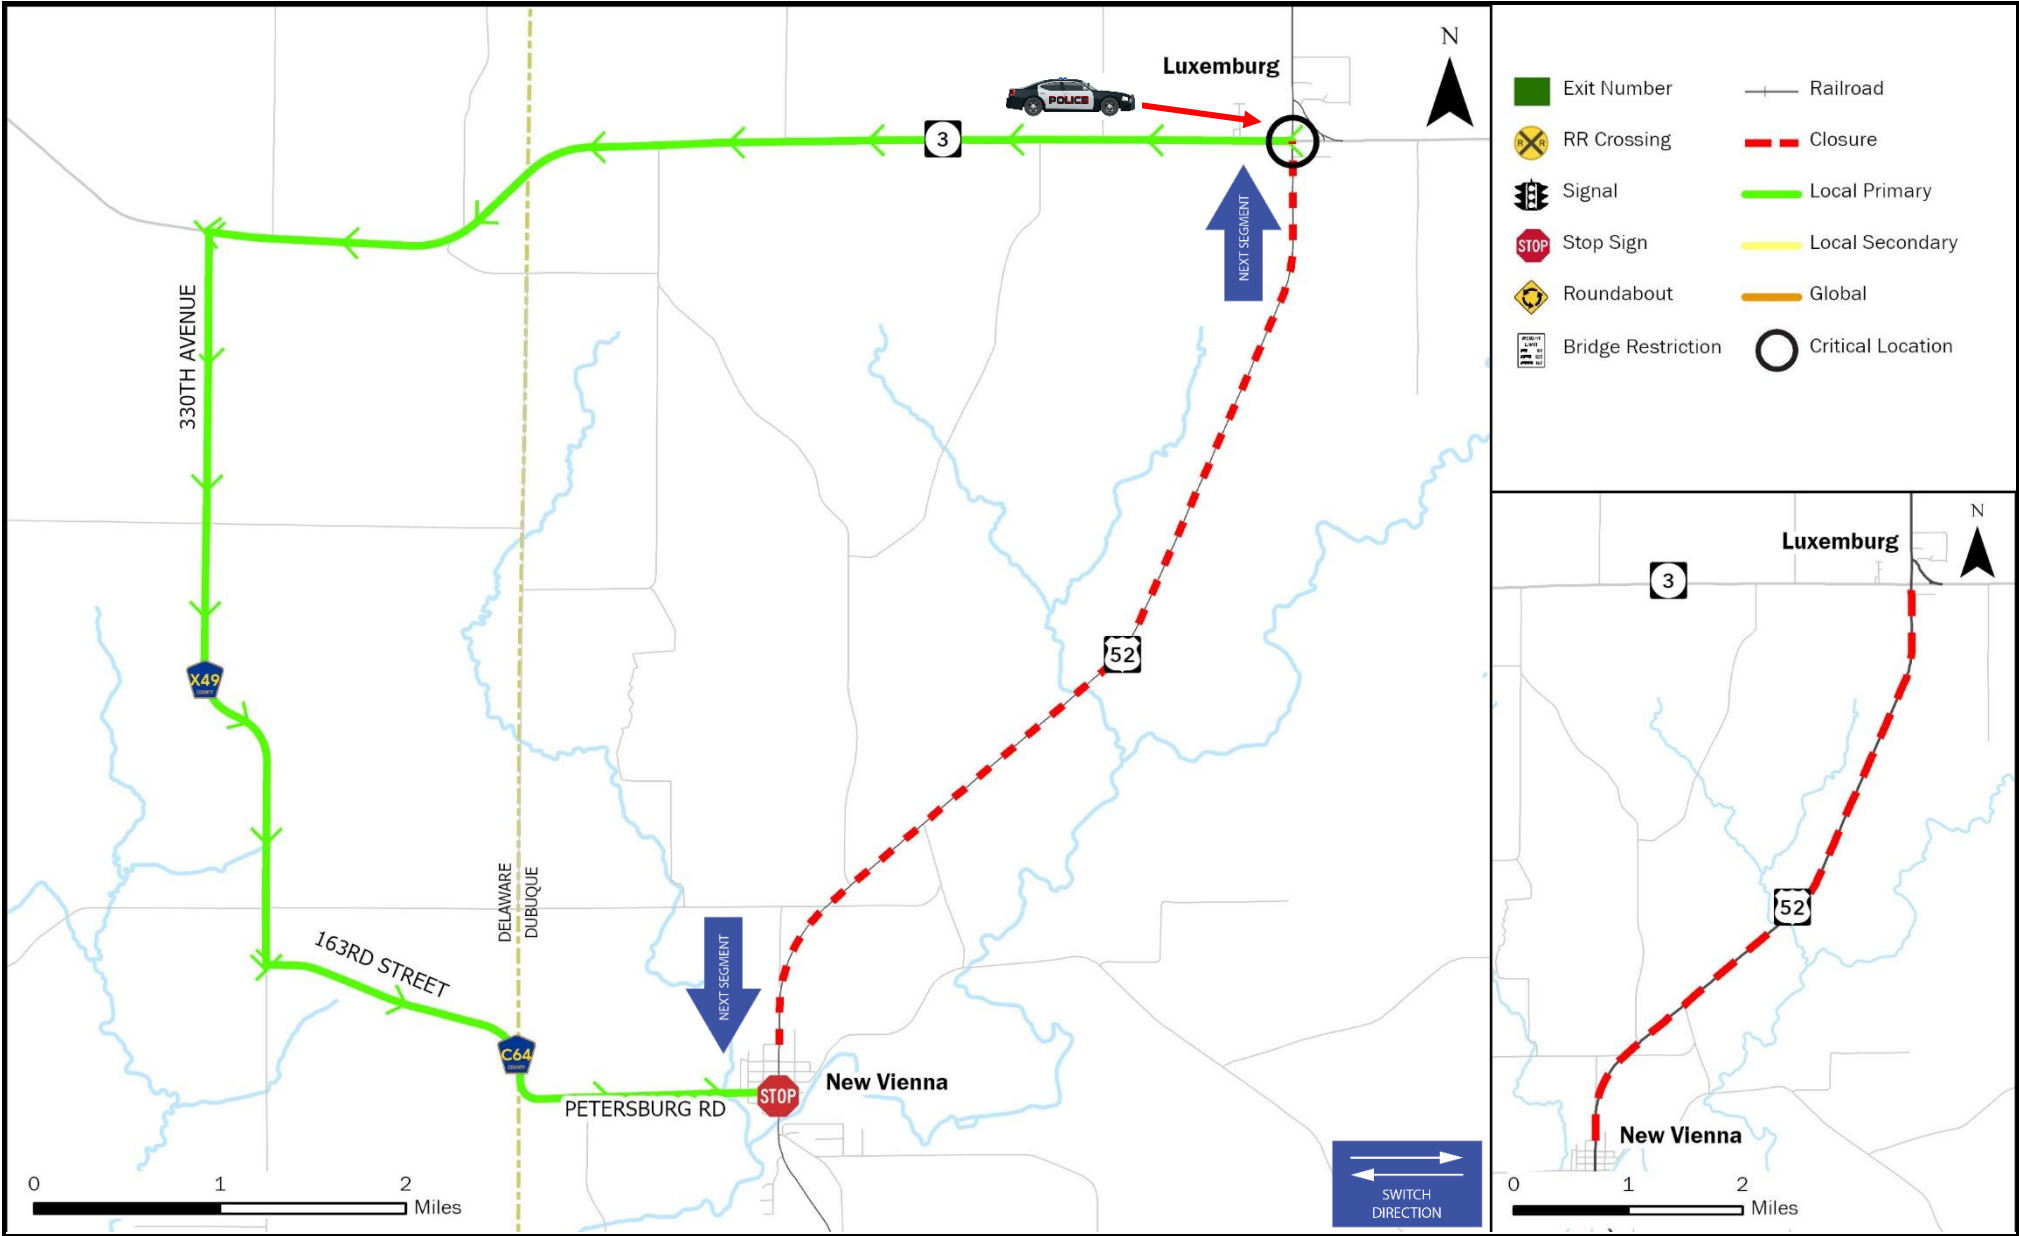 Luxemburg
N
POLICE
3
NEXT SEGMENT
330TH AVENUE
52
X49
COUNTY
DELAWARE
DUBUQUE
163RD STREET
NEXT SEGMENT
C64
COUNTY
STOP
New Vienna
PETERSBURG RD
0 1 2
Miles
SWITCH
DIRECTION
Exit Number
Railroad
R R
RR Crossing
Closure
Signal
Local Primary
STOP
Stop Sign
Local Secondary
Roundabout
Global
WEIGHT
LIMIT
Bridge Restriction
Critical Location
N
Luxemburg
3
52
New Vienna
0 1 2
Miles